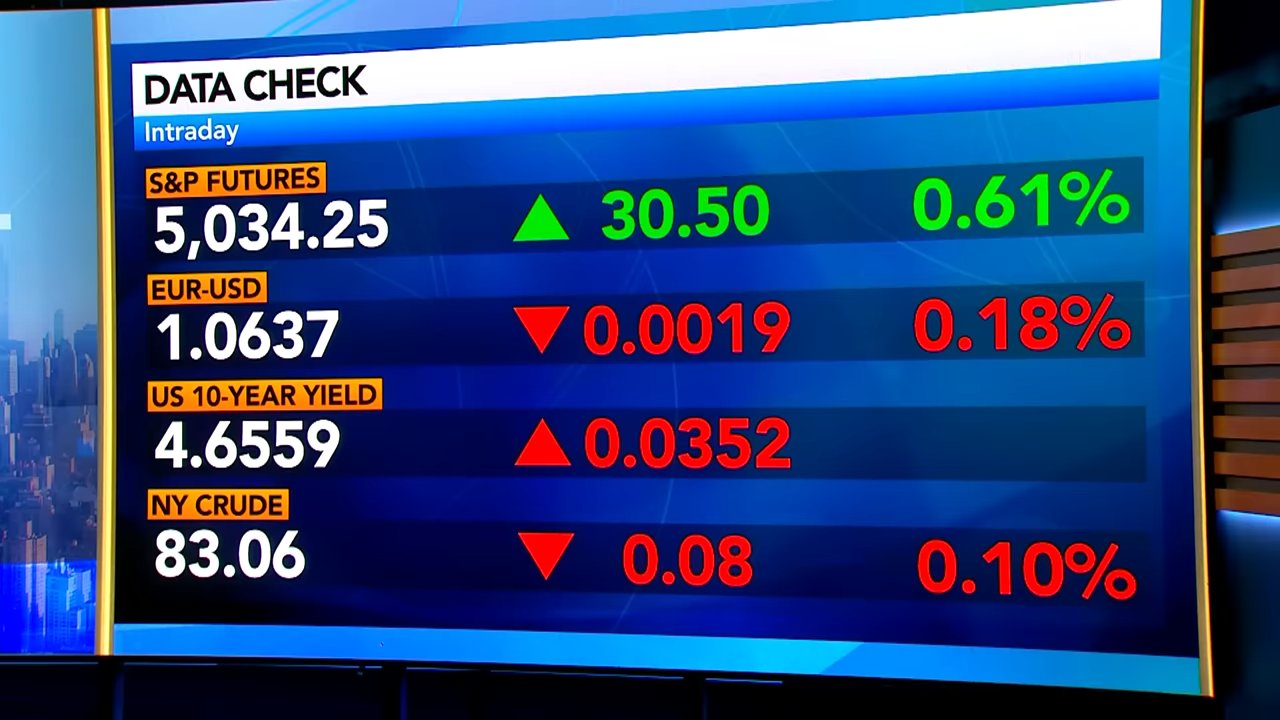 DATA CHECK
Intraday
S&P FUTURES
5,034.25 ▲ 30.50 0.61%
EUR-USD
1.0637 ▼ 0.0019 0.18%
US 10-YEAR YIELD
4.6559 ▲ 0.0352
NY CRUDE
83.06 ▼ 0.08 0.10%